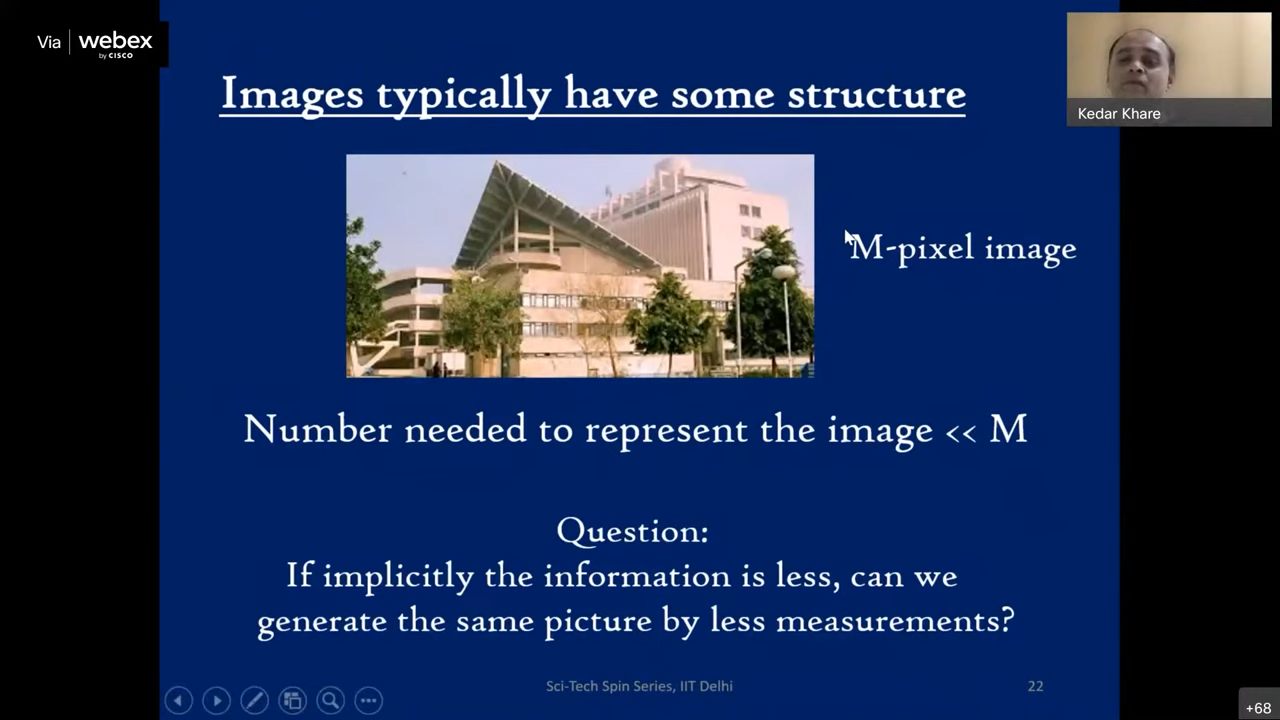 Via webex
by CISCO
Images typically have some structure
Kedar Khare
M-pixel image
Number needed to represent the image << M
Question:
If implicitly the information is less, can we
generate the same picture by less measurements?
Sci-Tech Spin Series, IIT Delhi
22
+68